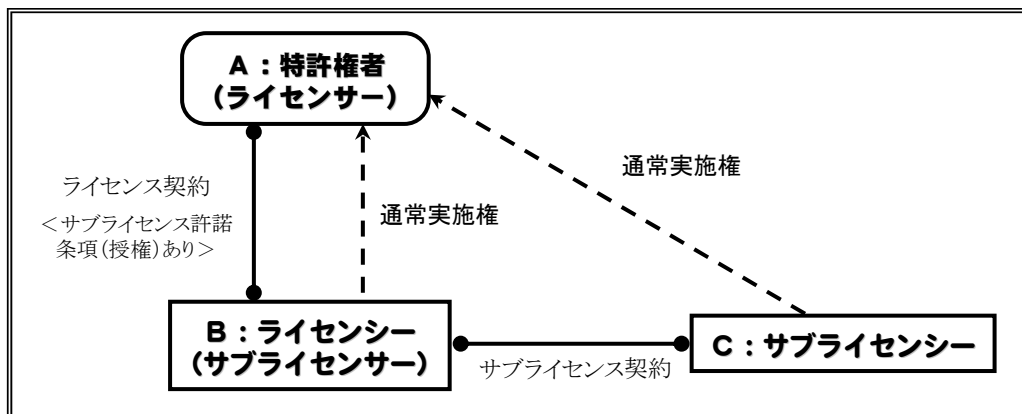 A:特許権者
(ライセンサー)
ライセンス契約
<サブライセンス許諾
条項(授権)あり>
通常実施権
通常実施権
B:ライセンシー
(サブライセンサー)
サブライセンス契約
C:サブライセンシー